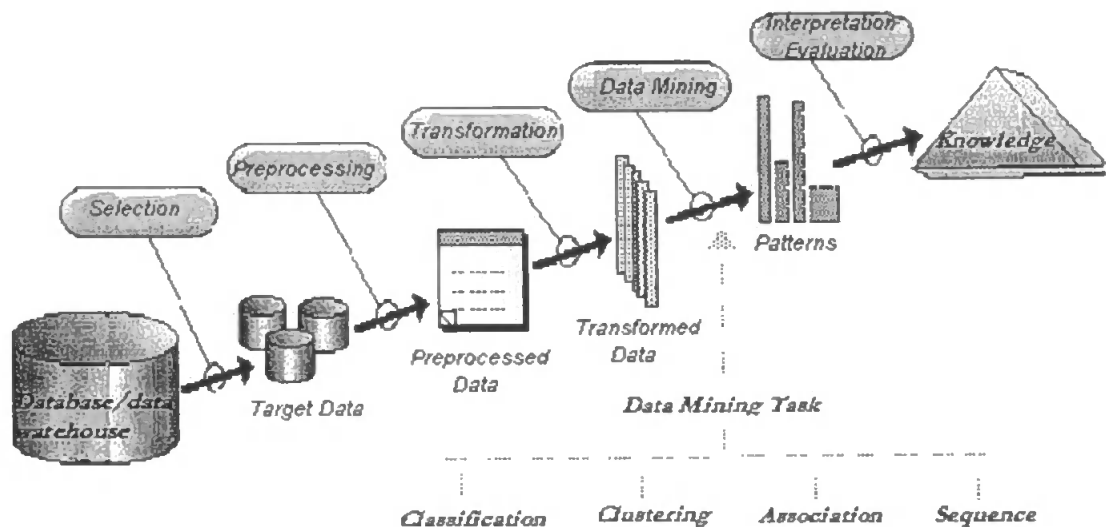 Interpretation
Evaluation
Data Mining
Transformation
Knowledge
Preprocessing
Selection
Patterns
Transformed
Data
Preprocessed
Data
Database/data
warehouse
Target Data
Data Mining Task
Classification
Clustering
Association
Sequence